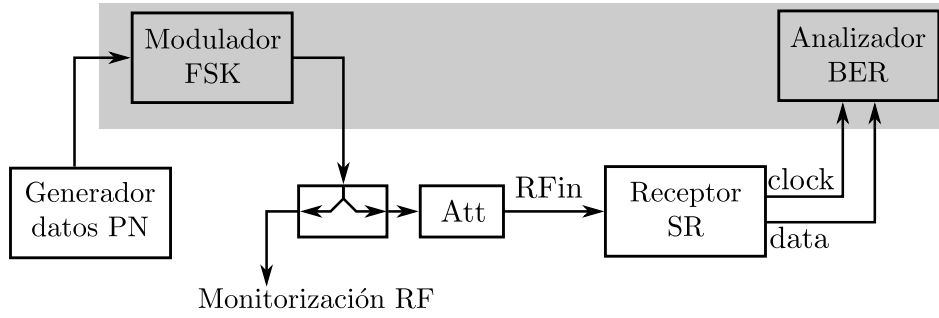 Modulador
FSK
Analizador
BER
Generador
datos PN
Att
RFin
Receptor
SR
clock
data
Monitorización RF